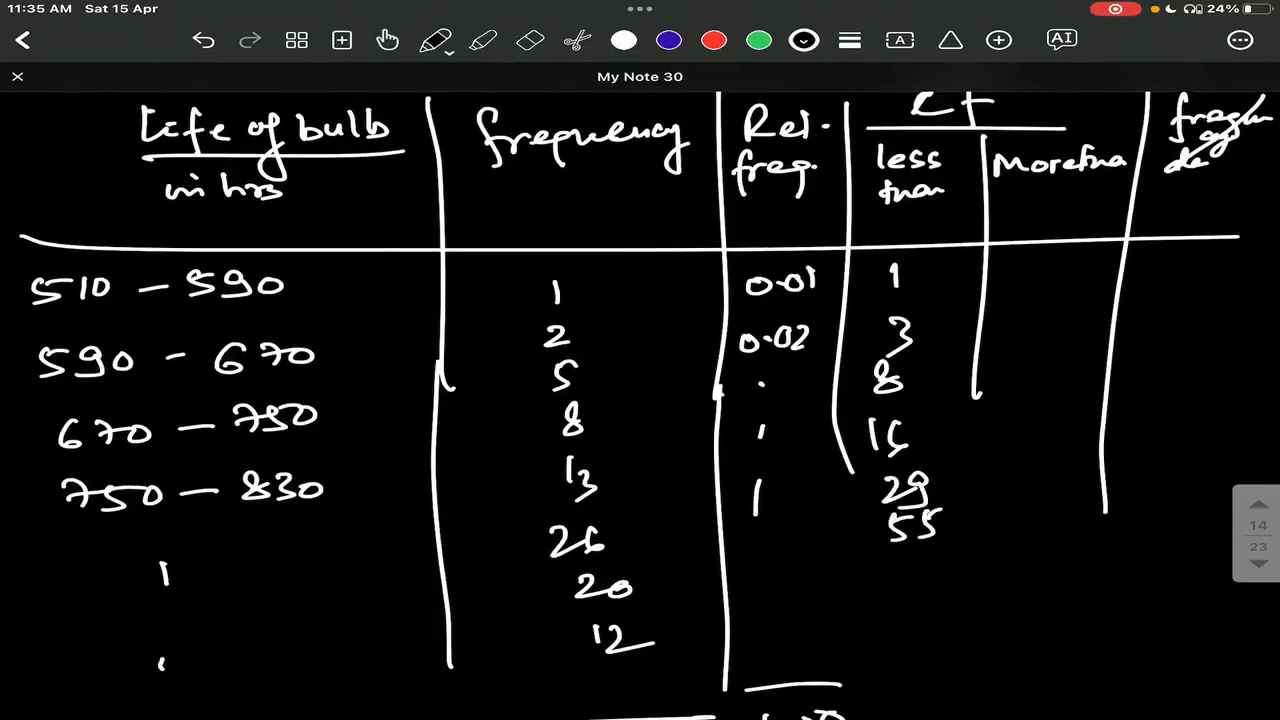 11:35 AM Sat 15 Apr
24%
My Note 30
Life of bulb
in hrs
frequency
Rel.
freq.
CF
less
than
More than
510 - 590 1 0.01 1
590 - 670 2 0.02 3
5 8
670 - 750 8 16
750 - 830 13 29
26 55
20
12
14
23
AI
A